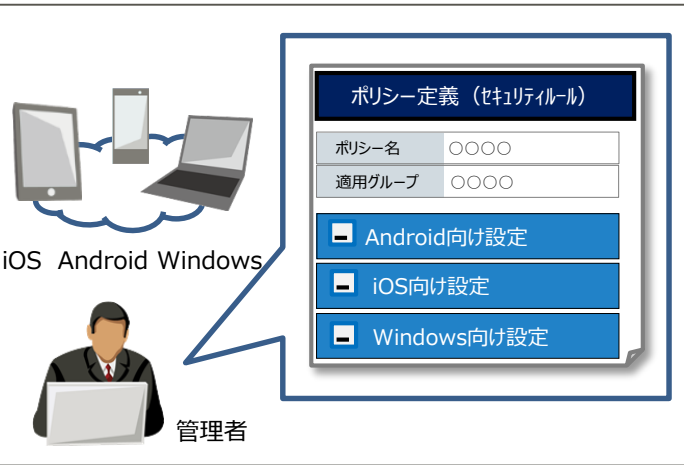 iOS Android Windows
管理者
ポリシー定義（ｾｷｭﾘﾃｨﾙｰﾙ）
ポリシー名 ○○○○
適用グループ ○○○○
Android向け設定
iOS向け設定
Windows向け設定